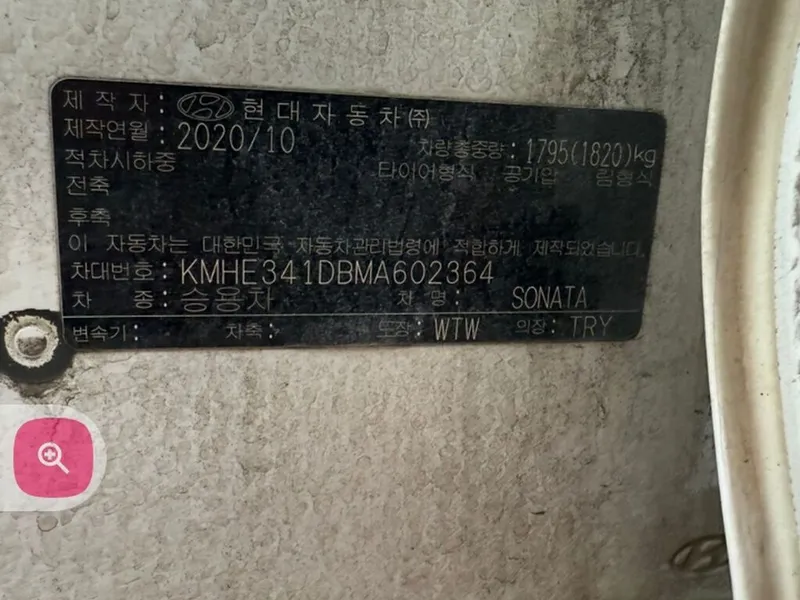 제작자: 현대자동차(주)
제작연월: 2020/10 차량총중량: 1795(1820)kg
적차시하중 타이어형식 공기압 림형식
전축
후축
이 자동차는 대한민국 자동차관리법령에 적합하게 제작되었습니다.
차대번호: KMHE341DBMA602364
차 종: 승용차 차 명: SONATA
변속기: 차축: 도장: WTW 의장: TRY